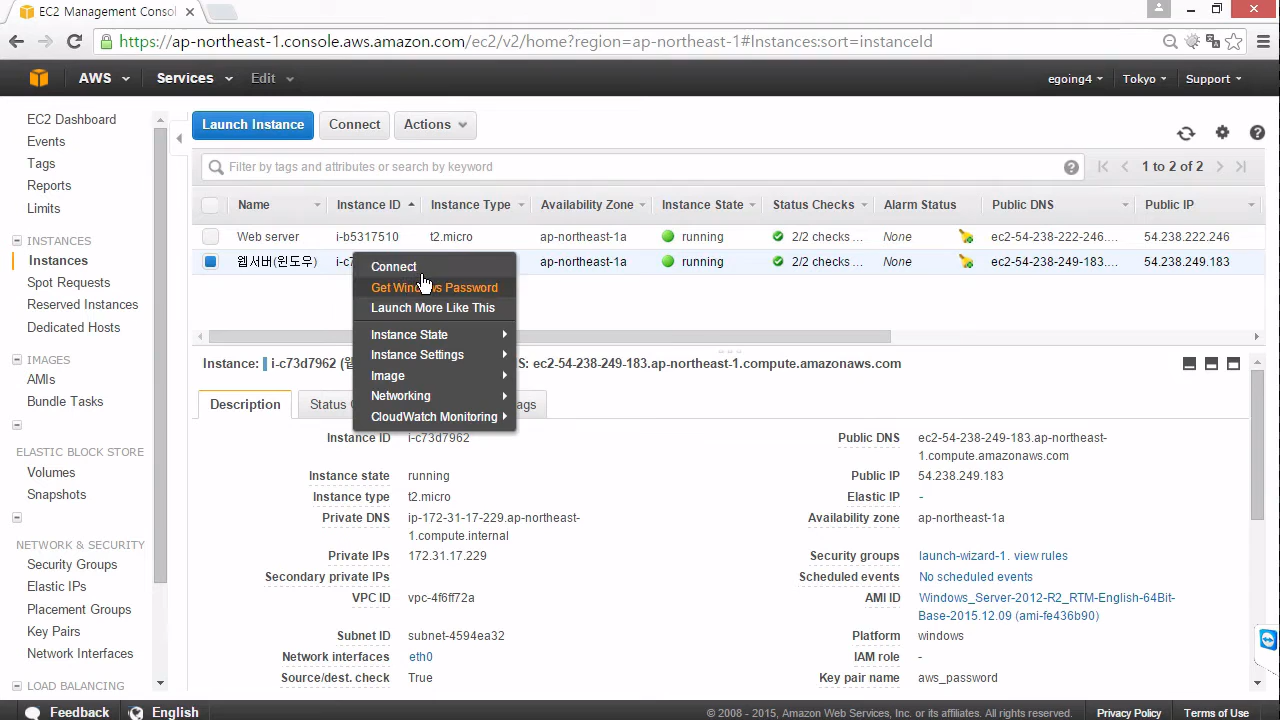 EC2 Management Consol
https://ap-northeast-1.console.aws.amazon.com/ec2/v2/home?region=ap-northeast-1#Instances:sort=instanceId
AWS Services Edit egoing4 Tokyo Support
EC2 Dashboard
Events
Tags
Reports
Limits
INSTANCES
Instances
Spot Requests
Reserved Instances
Dedicated Hosts
IMAGES
AMIs
Bundle Tasks
ELASTIC BLOCK STORE
Volumes
Snapshots
NETWORK & SECURITY
Security Groups
Elastic IPs
Placement Groups
Key Pairs
Network Interfaces
LOAD BALANCING
Launch Instance Connect Actions
Filter by tags and attributes or search by keyword
1 to 2 of 2
Name Instance ID Instance Type Availability Zone Instance State Status Checks Alarm Status Public DNS Public IP
Web server i-b5317510 t2.micro ap-northeast-1a running 2/2 checks ... None ec2-54-238-222-246.... 54.238.222.246
웹서버(윈도우) i-c7 ap-northeast-1a running 2/2 checks ... None ec2-54-238-249-183.... 54.238.249.183
Connect
Get Windows Password
Launch More Like This
Instance State
Instance Settings
Image
Networking
CloudWatch Monitoring
Instance: i-c73d7962 S: ec2-54-238-249-183.ap-northeast-1.compute.amazonaws.com
Description Status ags
Instance ID i-c73d7962
Instance state running
Instance type t2.micro
Private DNS ip-172-31-17-229.ap-northeast-
1.compute.internal
Private IPs 172.31.17.229
Secondary private IPs
VPC ID vpc-4f6ff72a
Subnet ID subnet-4594ea32
Network interfaces eth0
Source/dest. check True
Public DNS ec2-54-238-249-183.ap-northeast-
1.compute.amazonaws.com
Public IP 54.238.249.183
Elastic IP -
Availability zone ap-northeast-1a
Security groups launch-wizard-1. view rules
Scheduled events No scheduled events
AMI ID Windows_Server-2012-R2_RTM-English-64Bit-
Base-2015.12.09 (ami-fe436b90)
Platform windows
IAM role -
Key pair name aws_password
Feedback English © 2008 - 2015, Amazon Web Services, Inc. or its affiliates. All rights reserved. Privacy Policy Terms of Use